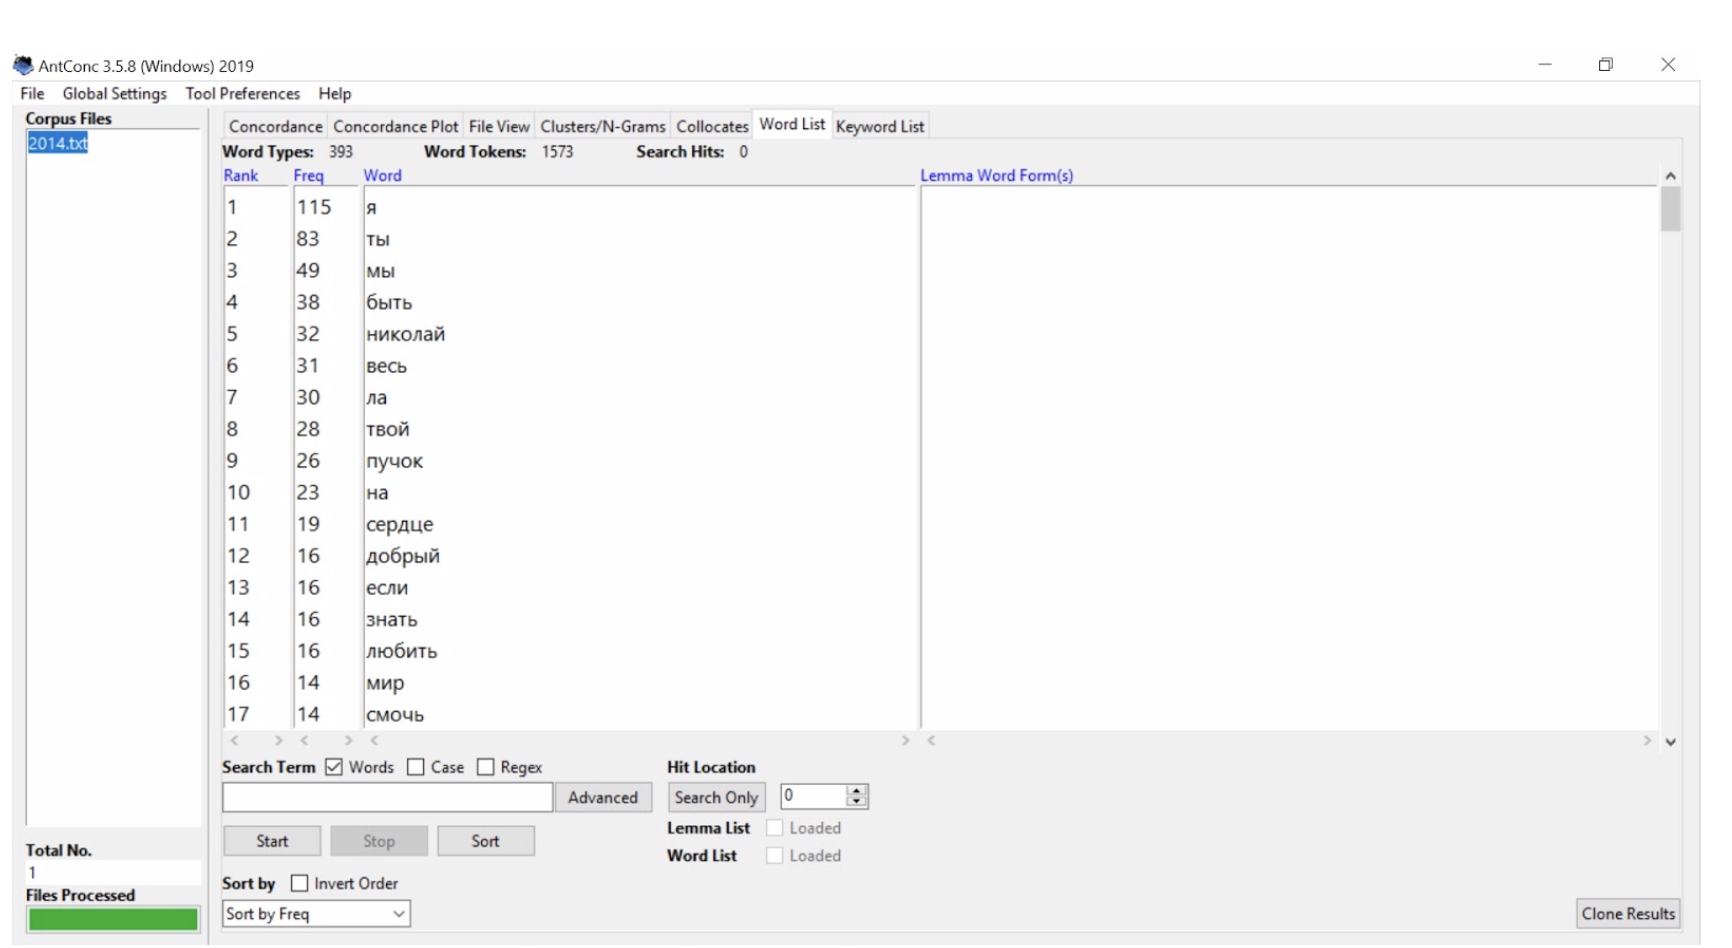 AntConc 3.5.8 (Windows) 2019
File Global Settings Tool Preferences Help
Corpus Files
2014.txt
Concordance Concordance Plot File View Clusters/N-Grams Collocates Word List Keyword List
Word Types: 393 Word Tokens: 1573 Search Hits: 0
Rank Freq Word Lemma Word Form(s)
1 115 я
2 83 ты
3 49 мы
4 38 быть
5 32 николай
6 31 весь
7 30 ла
8 28 твой
9 26 пучок
10 23 на
11 19 сердце
12 16 добрый
13 16 если
14 16 знать
15 16 любить
16 14 мир
17 14 смочь
Search Term Words Case Regex Hit Location
Advanced Search Only 0
Start Stop Sort Lemma List Loaded
Word List Loaded
Total No.
1
Files Processed
Sort by Invert Order
Sort by Freq
Clone Results